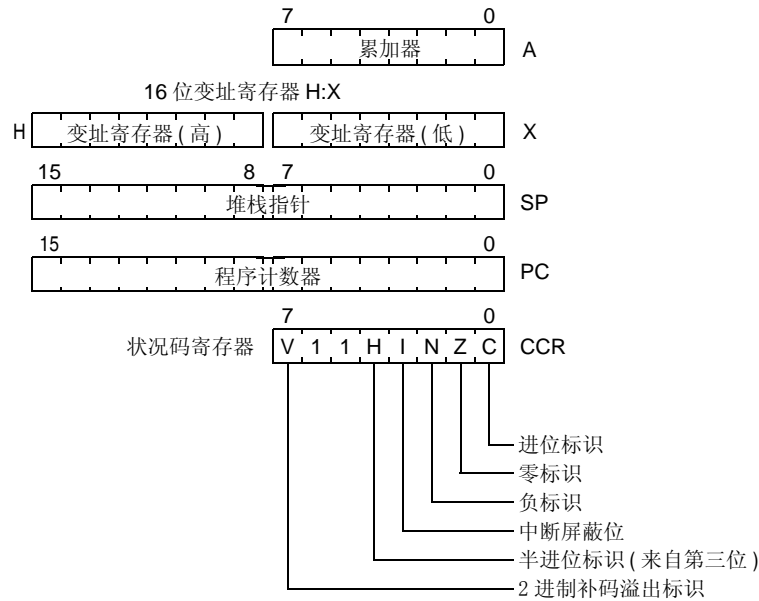 7 0
累加器 A
16 位变址寄存器 H:X
H 变址寄存器 ( 高 ) 变址寄存器 ( 低 ) X
15 8 7 0
堆栈指针 SP
15 0
程序计数器 PC
7 0
状况码寄存器 V 1 1 H I N Z C CCR
进位标识
零标识
负标识
中断屏蔽位
半进位标识 ( 来自第三位 )
2 进制补码溢出标识